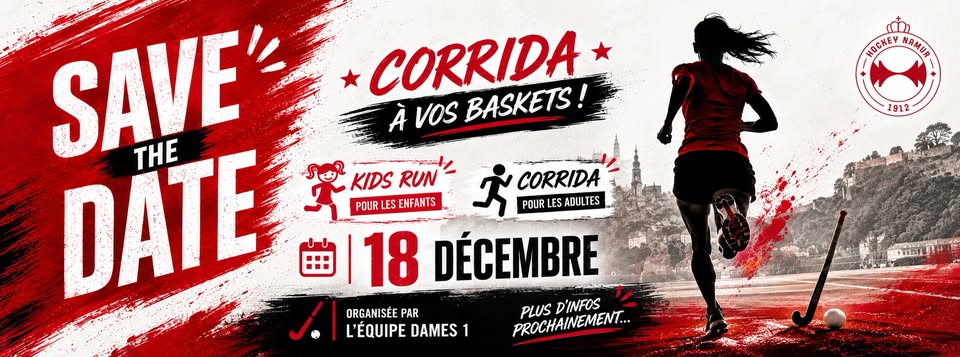 SAVE
THE
DATE
CORRIDA
À VOS BASKETS !
KIDS RUN
POUR LES ENFANTS
CORRIDA
POUR LES ADULTES
18 DÉCEMBRE
ORGANISÉE PAR
L'ÉQUIPE DAMES 1
PLUS D'INFOS
PROCHAINEMENT...
HOCKEY NAMUR
1912